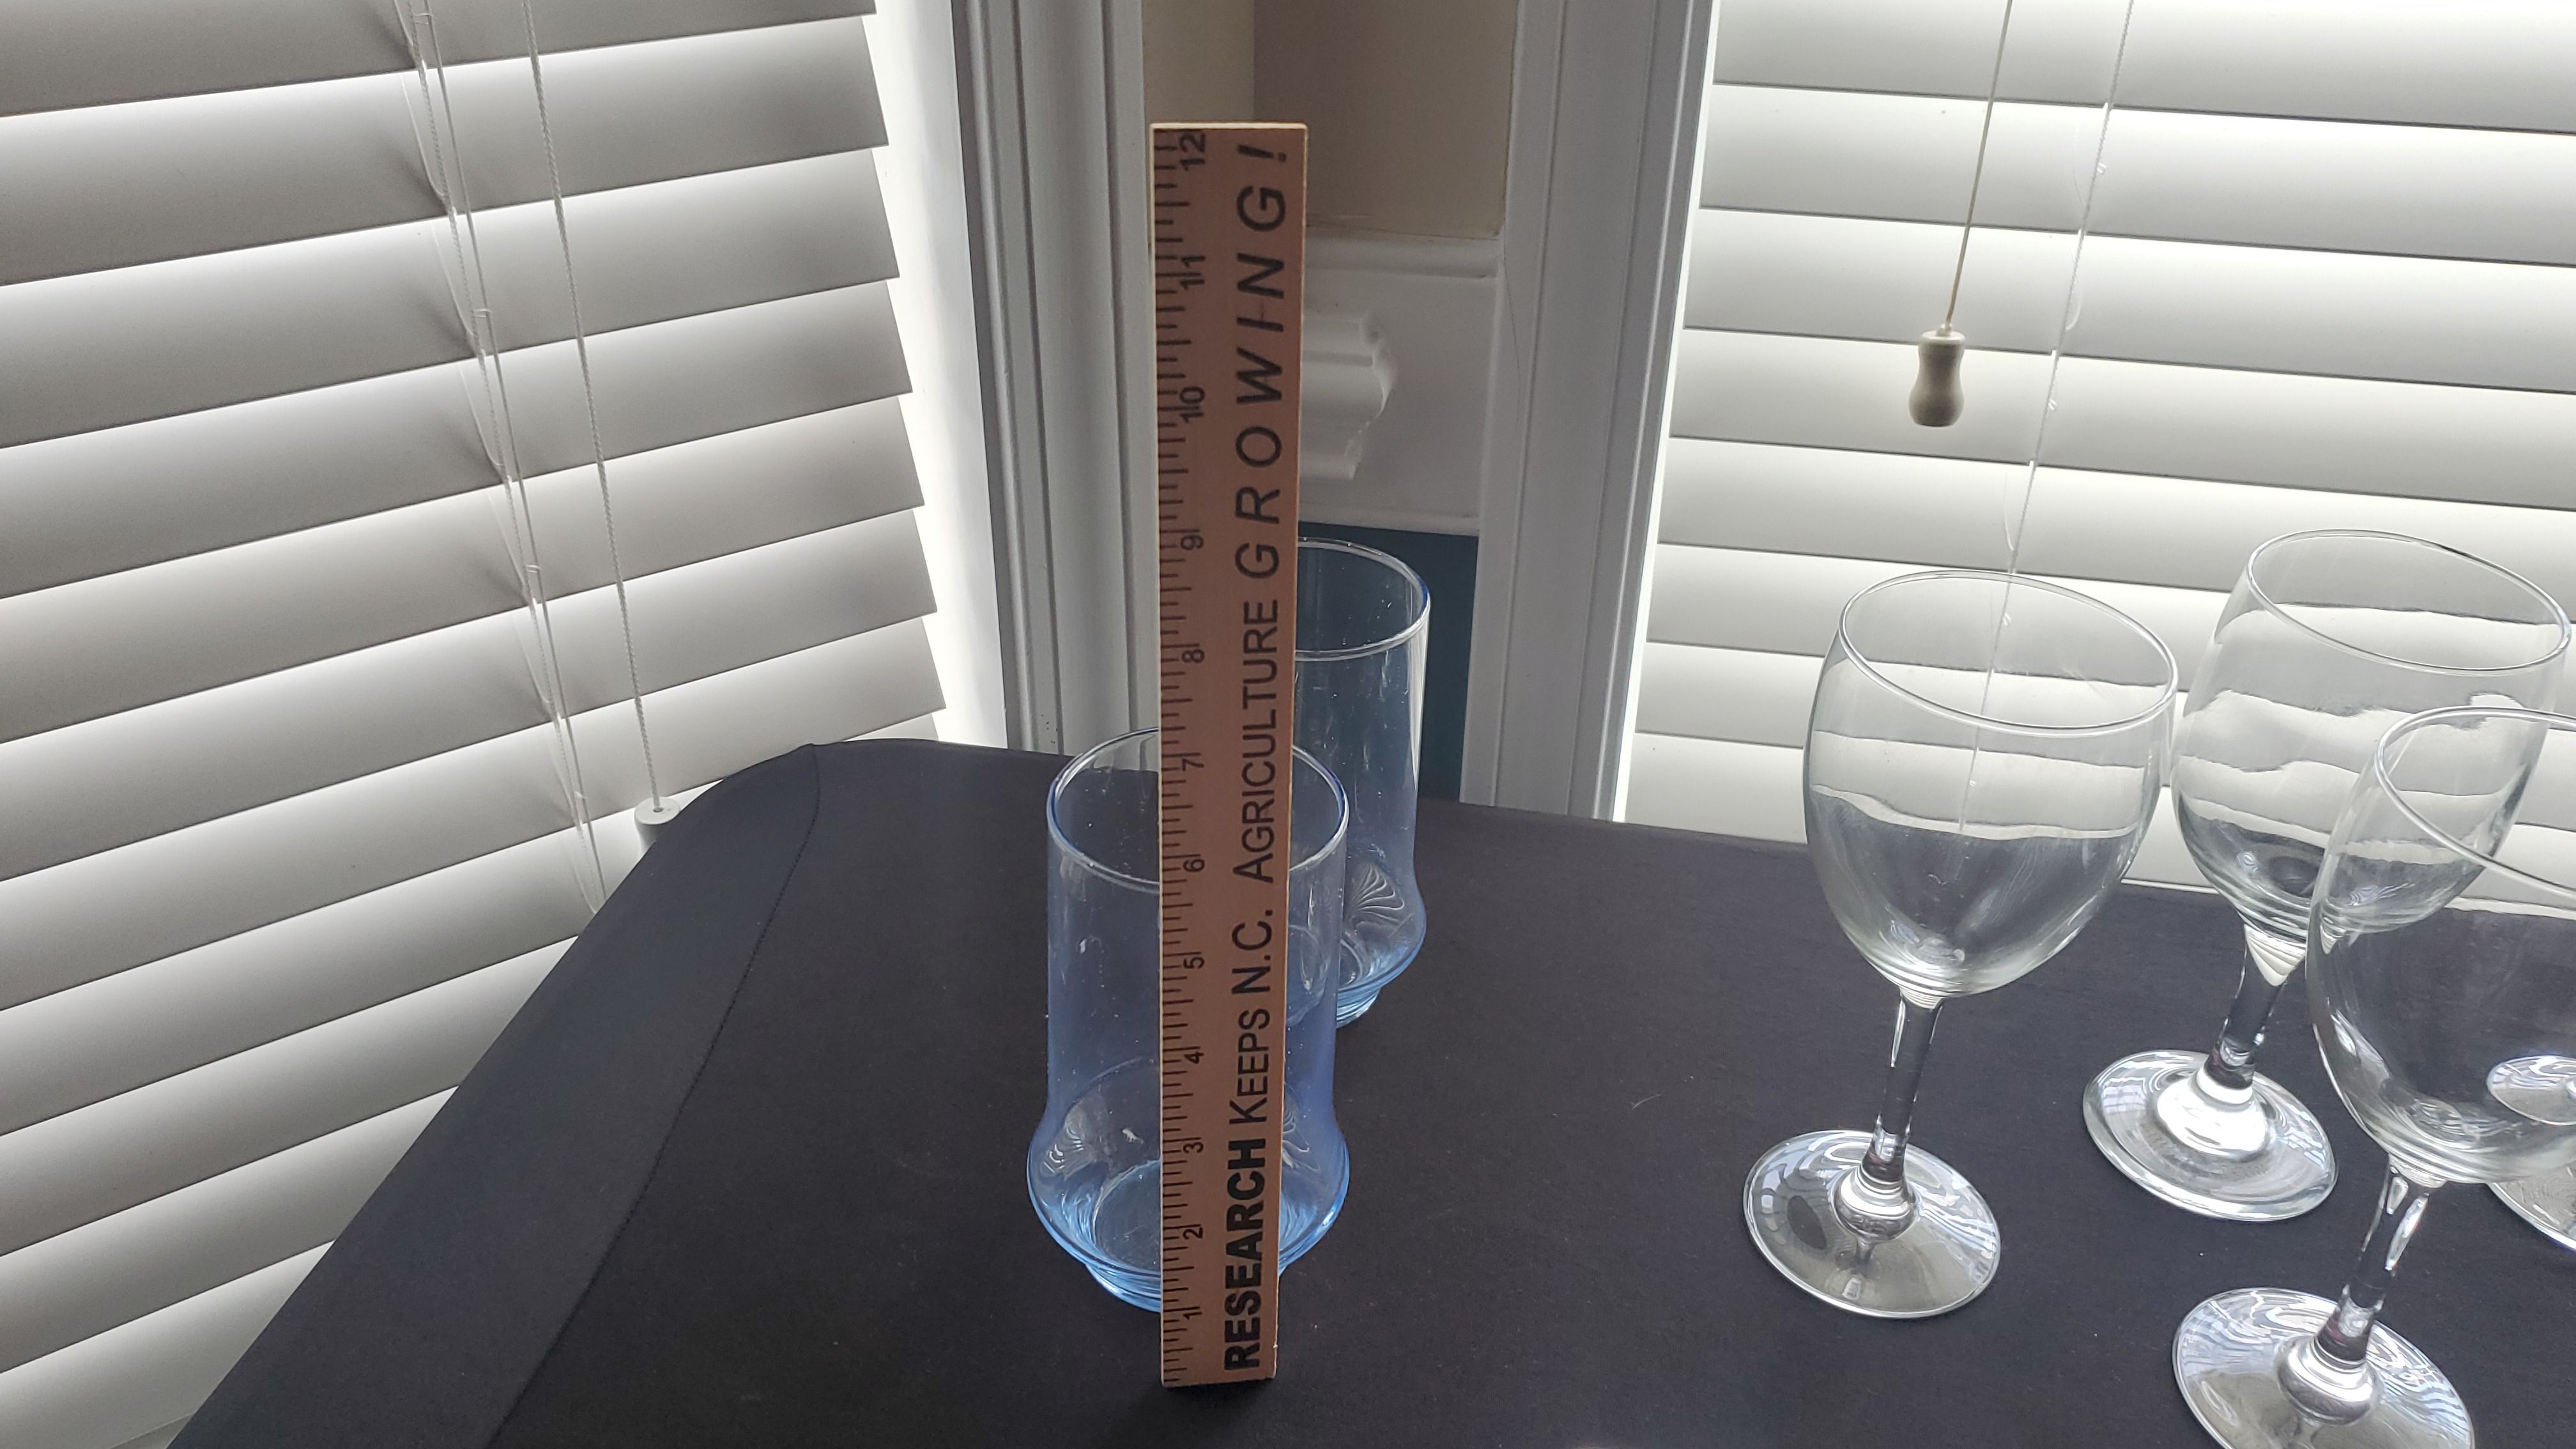 RESEARCH KEEPS N.C. AGRICULTURE GROWING!
1 2 3 4 5 6 7 8 9 10 11 12